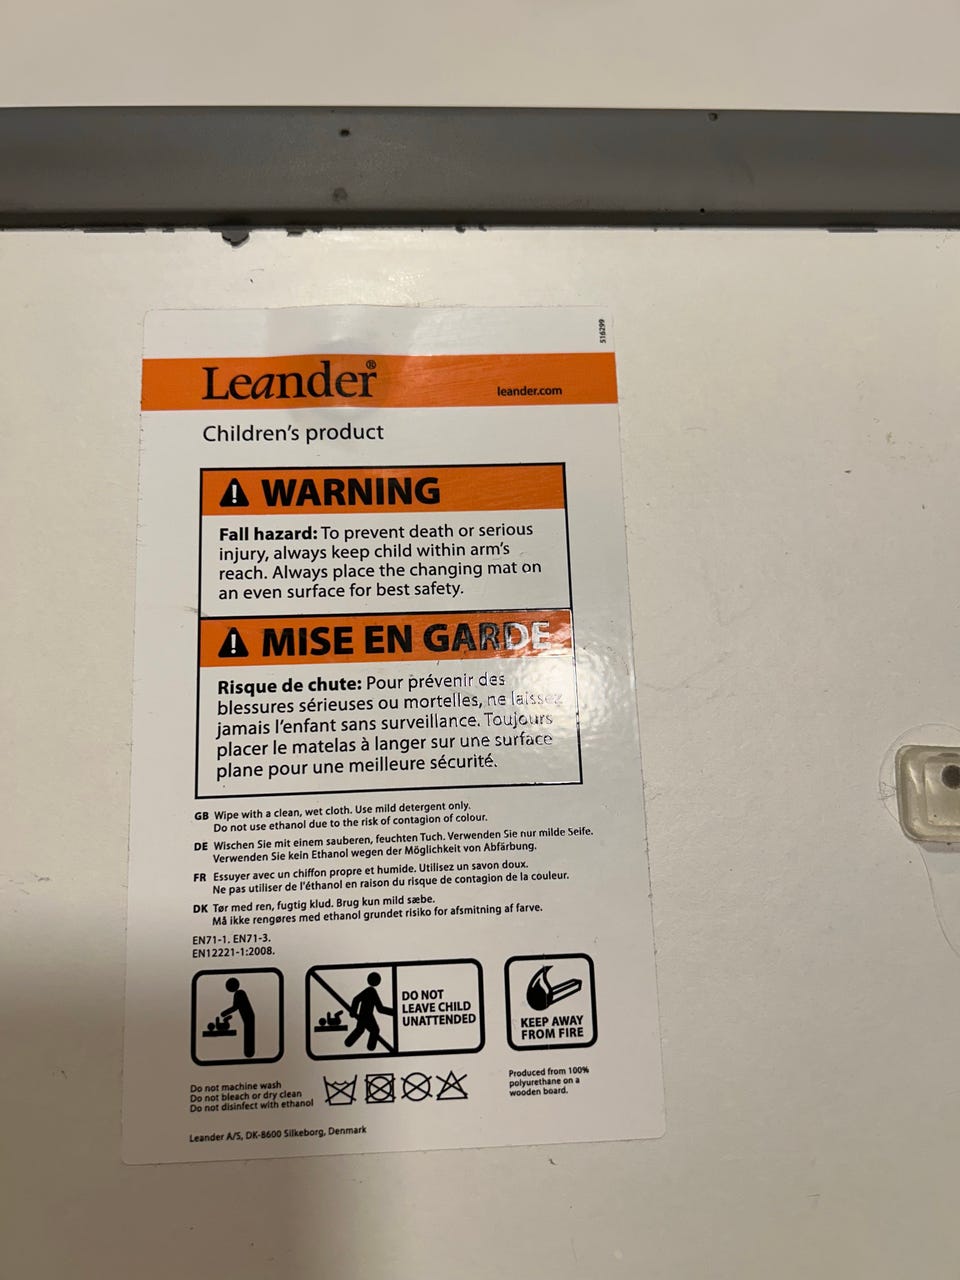 516299
Leander®
leander.com
Children's product
WARNING
Fall hazard: To prevent death or serious
injury, always keep child within arm's
reach. Always place the changing mat on
an even surface for best safety.
MISE EN GARDE
Risque de chute: Pour prévenir des
blessures sérieuses ou mortelles, ne laissez
jamais l'enfant sans surveillance. Toujours
placer le matelas à langer sur une surface
plane pour une meilleure sécurité.
GB Wipe with a clean, wet cloth. Use mild detergent only.
Do not use ethanol due to the risk of contagion of colour.
DE Wischen Sie mit einem sauberen, feuchten Tuch. Verwenden Sie nur milde Seife.
Verwenden Sie kein Ethanol wegen der Möglichkeit von Abfärbung.
FR Essuyer avec un chiffon propre et humide. Utilisez un savon doux.
Ne pas utiliser de l'éthanol en raison du risque de contagion de la couleur.
DK Tør med ren, fugtig klud. Brug kun mild sæbe.
Må ikke rengøres med ethanol grundet risiko for afsmitning af farve.
EN71-1. EN71-3.
EN12221-1:2008.
DO NOT
LEAVE CHILD
UNATTENDED
KEEP AWAY
FROM FIRE
Do not machine wash
Do not bleach or dry clean
Do not disinfect with ethanol
Produced from 100%
polyurethane on a
wooden board.
Leander A/S, DK-8600 Silkeborg, Denmark